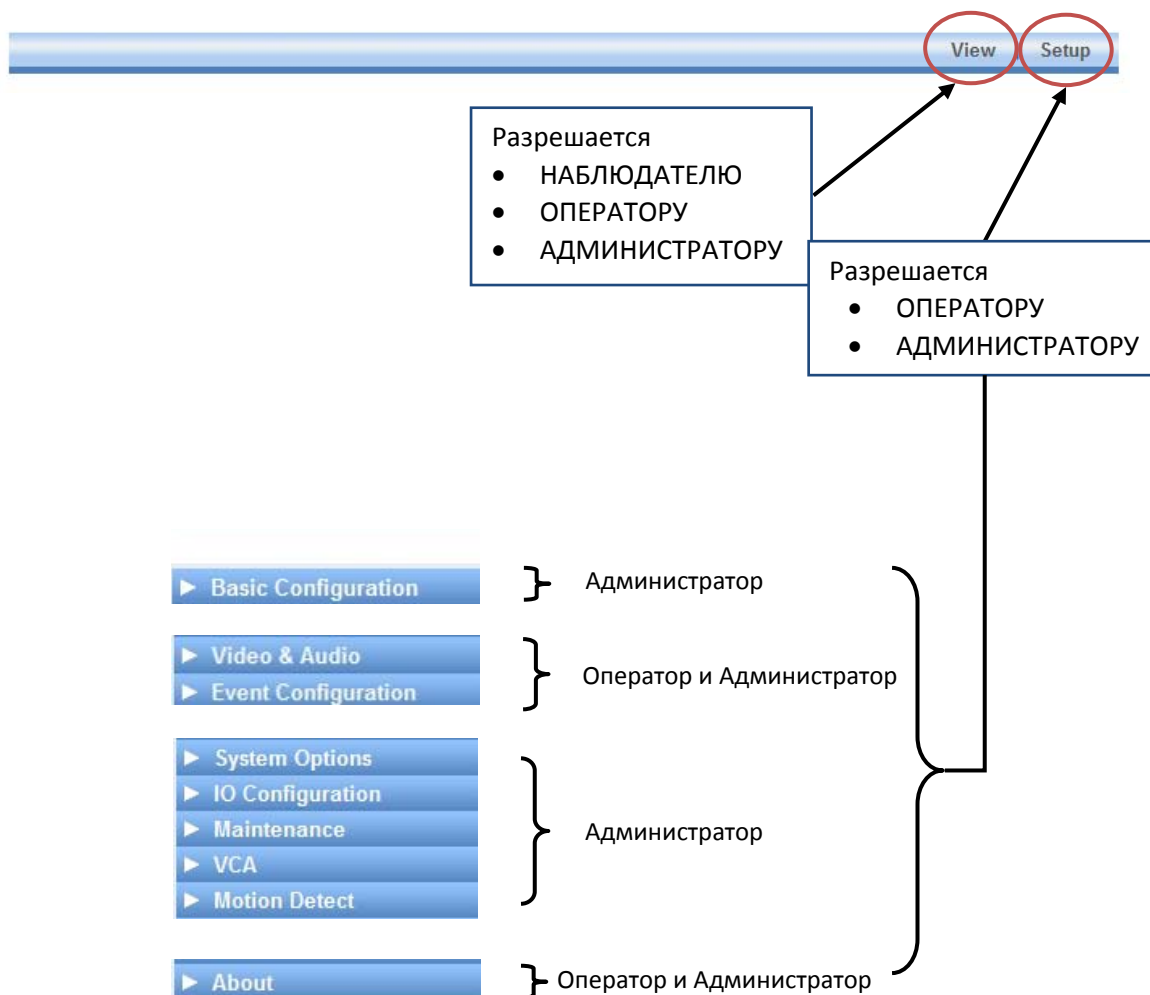 View Setup
Разрешается
• НАБЛЮДАТЕЛЮ
• ОПЕРАТОРУ
• АДМИНИСТРАТОРУ
Разрешается
• ОПЕРАТОРУ
• АДМИНИСТРАТОРУ
Basic Configuration
Администратор
Video & Audio
Event Configuration
Оператор и Администратор
System Options
IO Configuration
Maintenance
VCA
Motion Detect
Администратор
About
Оператор и Администратор